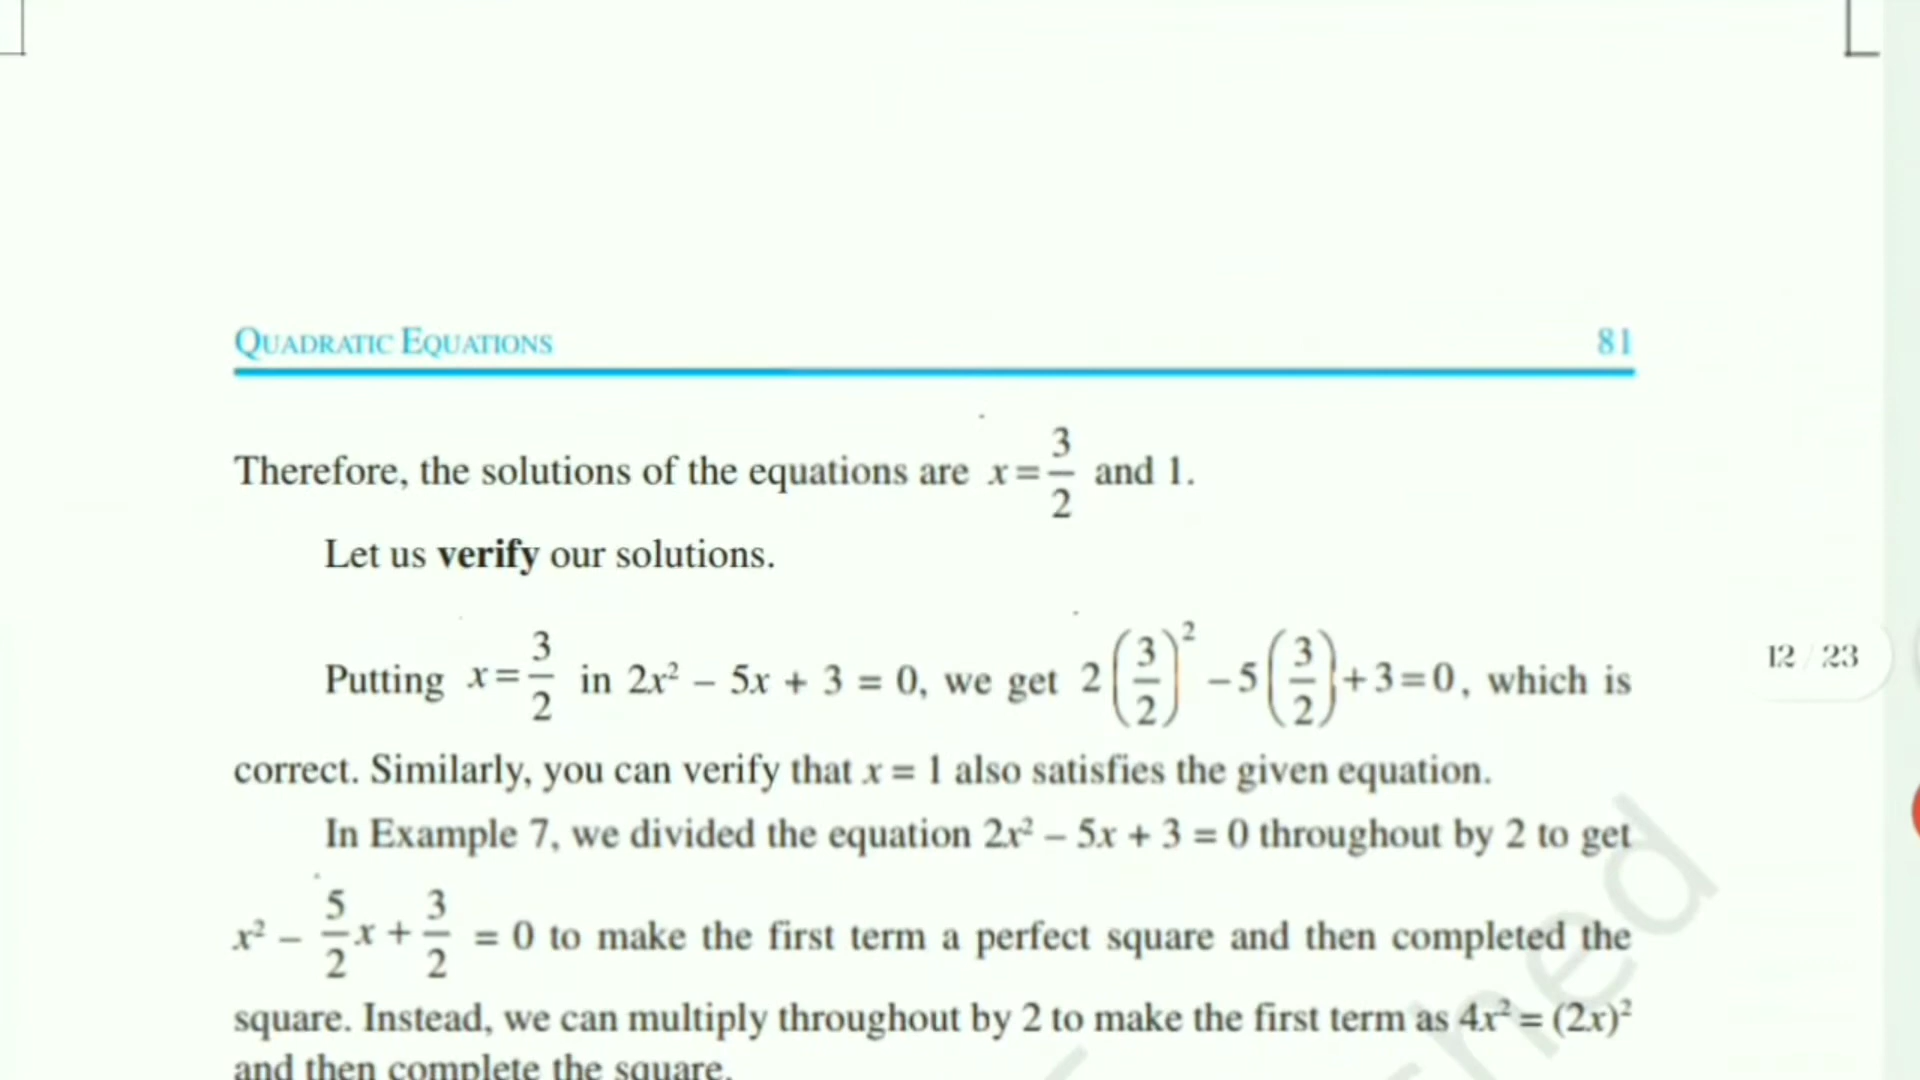 QUADRATIC EQUATIONS 81
Therefore, the solutions of the equations are x = 3/2 and 1.
Let us verify our solutions.
Putting x = 3/2 in 2x² – 5x + 3 = 0, we get 2(3/2)² – 5(3/2) + 3 = 0, which is
correct. Similarly, you can verify that x = 1 also satisfies the given equation.
In Example 7, we divided the equation 2x² – 5x + 3 = 0 throughout by 2 to get
x² – 5/2 x + 3/2 = 0 to make the first term a perfect square and then completed the
square. Instead, we can multiply throughout by 2 to make the first term as 4x² = (2x)²
and then complete the square.
12 / 23